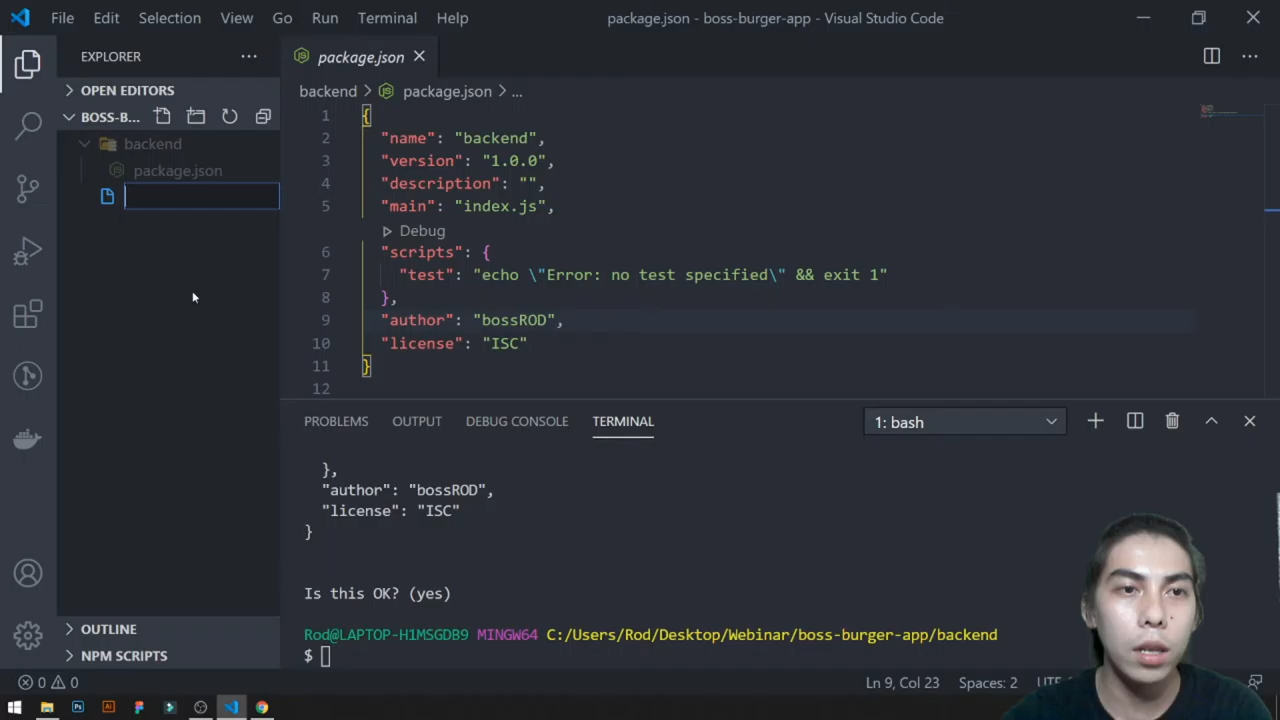 File Edit Selection View Go Run Terminal Help package.json - boss-burger-app - Visual Studio Code
EXPLORER
package.json
OPEN EDITORS
backend > package.json > ...
BOSS-B...
backend
package.json
1 {
2 "name": "backend",
3 "version": "1.0.0",
4 "description": "",
5 "main": "index.js",
Debug
6 "scripts": {
7 "test": "echo \"Error: no test specified\" && exit 1"
8 },
9 "author": "bossROD",
10 "license": "ISC"
11 }
12
PROBLEMS OUTPUT DEBUG CONSOLE TERMINAL 1: bash
},
"author": "bossROD",
"license": "ISC"
}
Is this OK? (yes)
Rod@LAPTOP-H1MSGDB9 MINGW64 C:/Users/Rod/Desktop/Webinar/boss-burger-app/backend
$
OUTLINE
NPM SCRIPTS
0 0 Ln 9, Col 23 Spaces: 2
Ps Ai